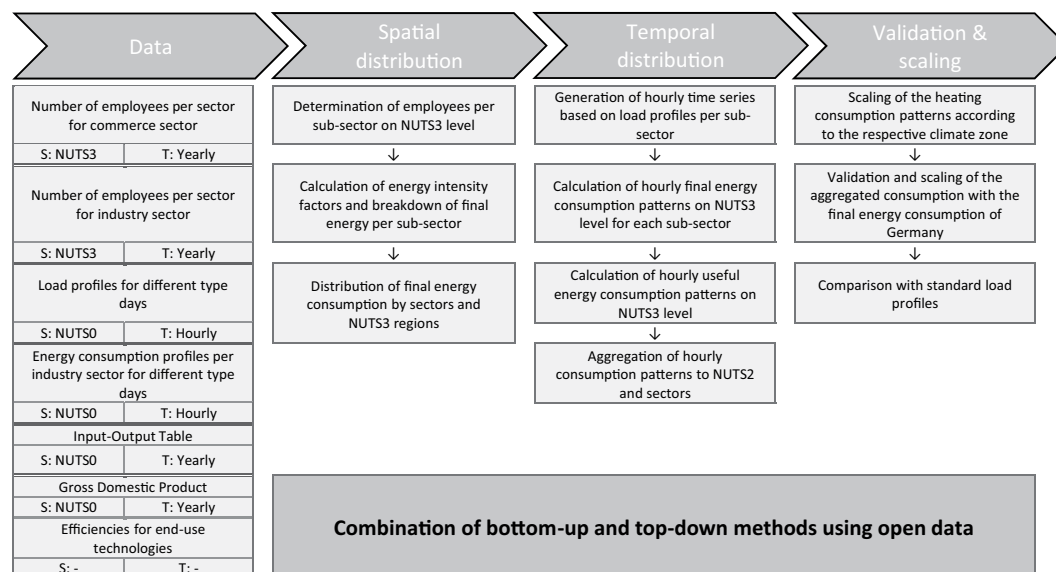 Data
Spatial
distribution
Temporal
distribution
Validation &
scaling
Number of employees per sector
for commerce sector
S: NUTS3 T: Yearly
Number of employees per sector
for industry sector
S: NUTS3 T: Yearly
Load profiles for different type
days
S: NUTS0 T: Hourly
Energy consumption profiles per
industry sector for different type
days
S: NUTS0 T: Hourly
Input-Output Table
S: NUTS0 T: Yearly
Gross Domestic Product
S: NUTS0 T: Yearly
Efficiencies for end-use
technologies
S: - T: -
Determination of employees per
sub-sector on NUTS3 level
↓
Calculation of energy intensity
factors and breakdown of final
energy per sub-sector
↓
Distribution of final energy
consumption by sectors and
NUTS3 regions
Generation of hourly time series
based on load profiles per sub-
sector
↓
Calculation of hourly final energy
consumption patterns on NUTS3
level for each sub-sector
↓
Calculation of hourly useful
energy consumption patterns on
NUTS3 level
↓
Aggregation of hourly
consumption patterns to NUTS2
and sectors
Scaling of the heating
consumption patterns according
to the respective climate zone
↓
Validation and scaling of the
aggregated consumption with the
final energy consumption of
Germany
↓
Comparison with standard load
profiles
Combination of bottom-up and top-down methods using open data